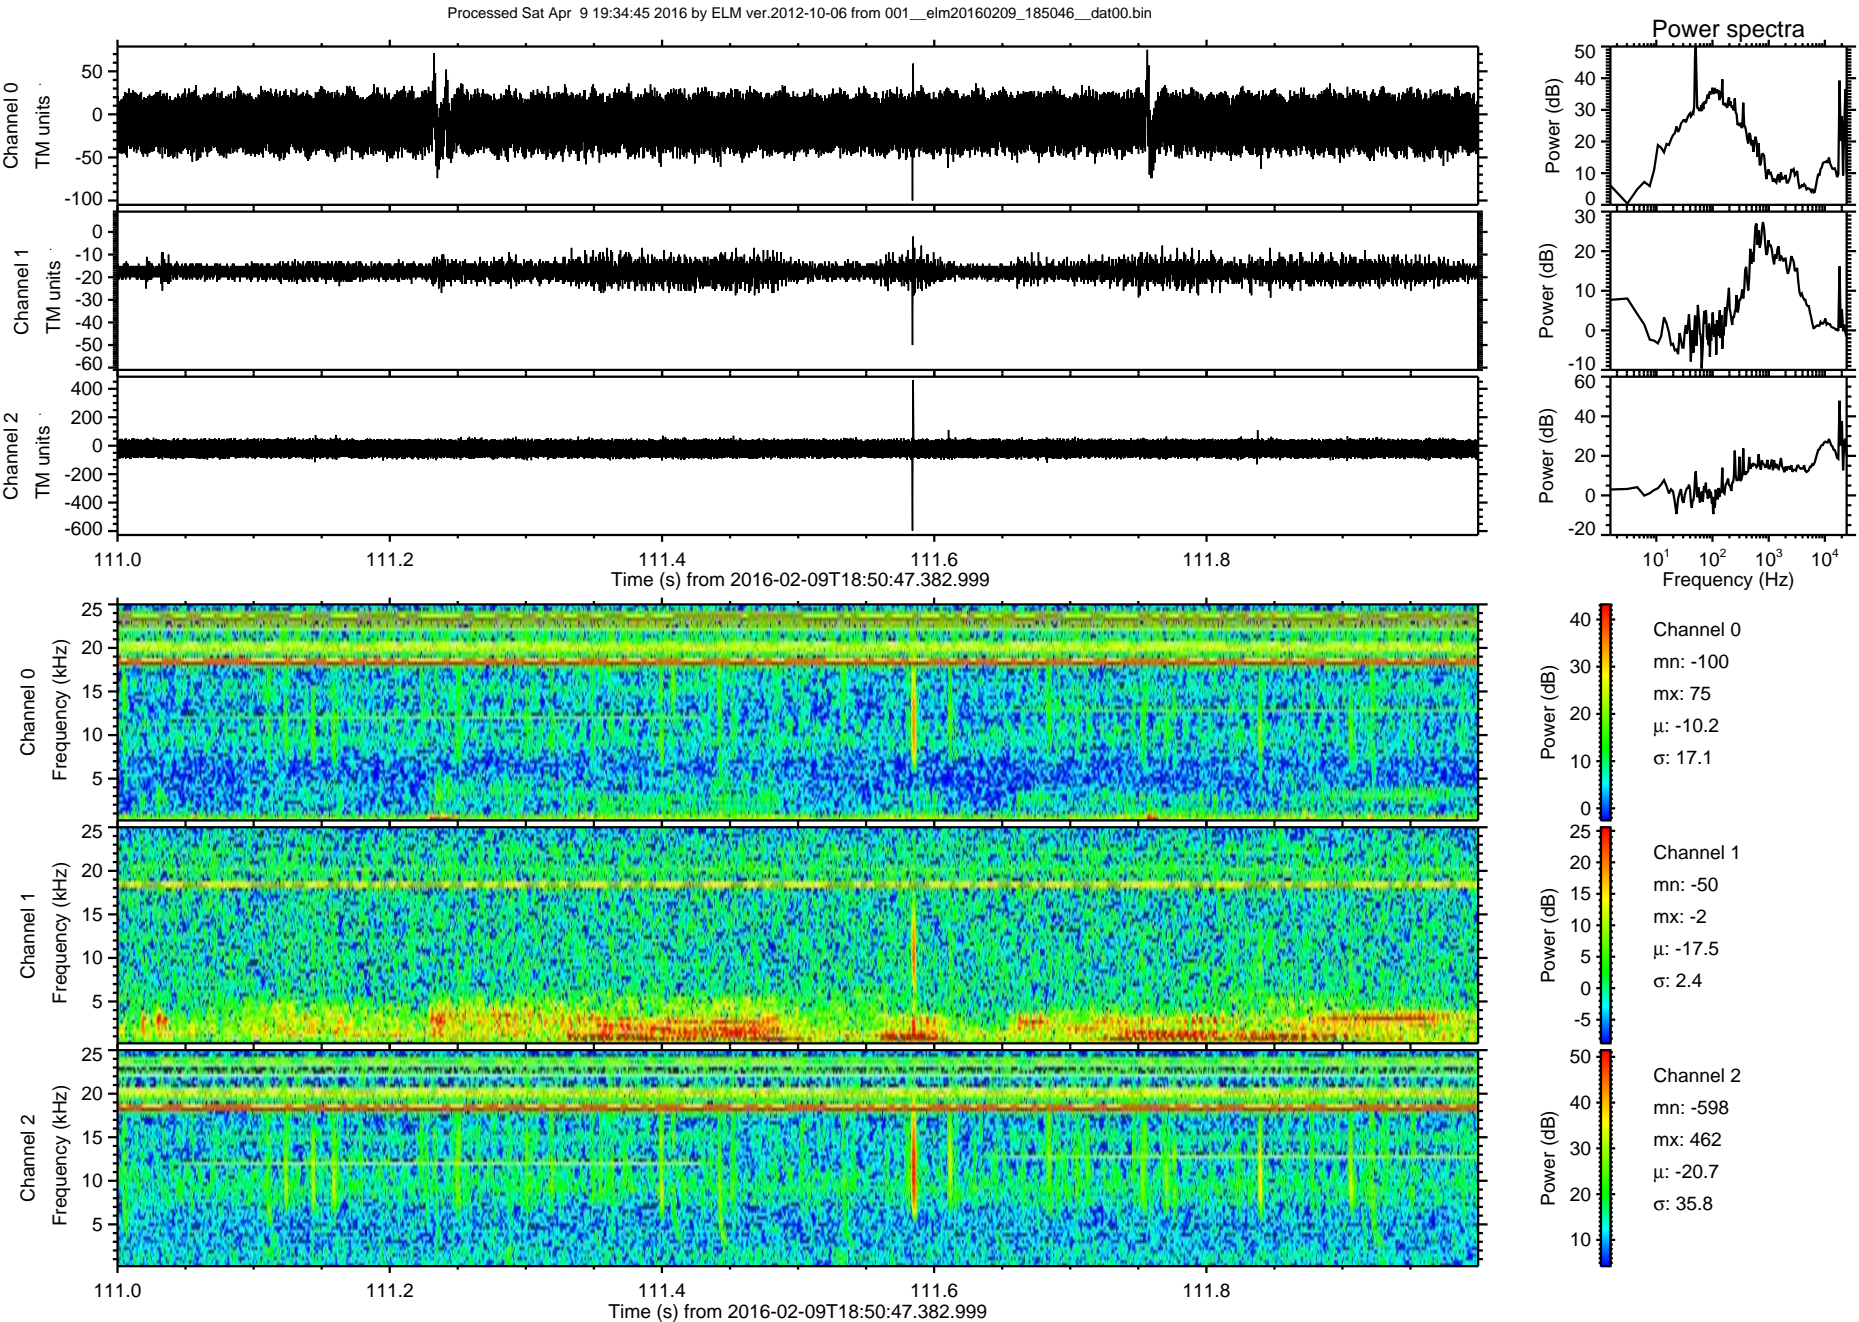 Processed Sat Apr  9 19:34:45 2016 by ELM ver.2012-10-06 from 001__elm20160209_185046__dat00.bin
Power spectra
Channel 0
TM units
50
0
-50
-100
Power (dB)
50
40
30
20
10
0
Channel 1
TM units
0
-10
-20
-30
-40
-50
-60
Power (dB)
30
20
10
0
-10
Channel 2
TM units
400
200
0
-200
-400
-600
Power (dB)
60
40
20
0
-20
111.0 111.2 111.4 111.6 111.8
Time (s) from 2016-02-09T18:50:47.382.999
10^1 10^2 10^3 10^4
Frequency (Hz)
Channel 0
Frequency (kHz)
25
20
15
10
5
Power (dB)
40
30
20
10
0
Channel 0
mn: -100
mx: 75
μ: -10.2
σ: 17.1
Channel 1
Frequency (kHz)
25
20
15
10
5
Power (dB)
25
20
15
10
5
0
-5
Channel 1
mn: -50
mx: -2
μ: -17.5
σ: 2.4
Channel 2
Frequency (kHz)
25
20
15
10
5
Power (dB)
50
40
30
20
10
Channel 2
mn: -598
mx: 462
μ: -20.7
σ: 35.8
111.0 111.2 111.4 111.6 111.8
Time (s) from 2016-02-09T18:50:47.382.999